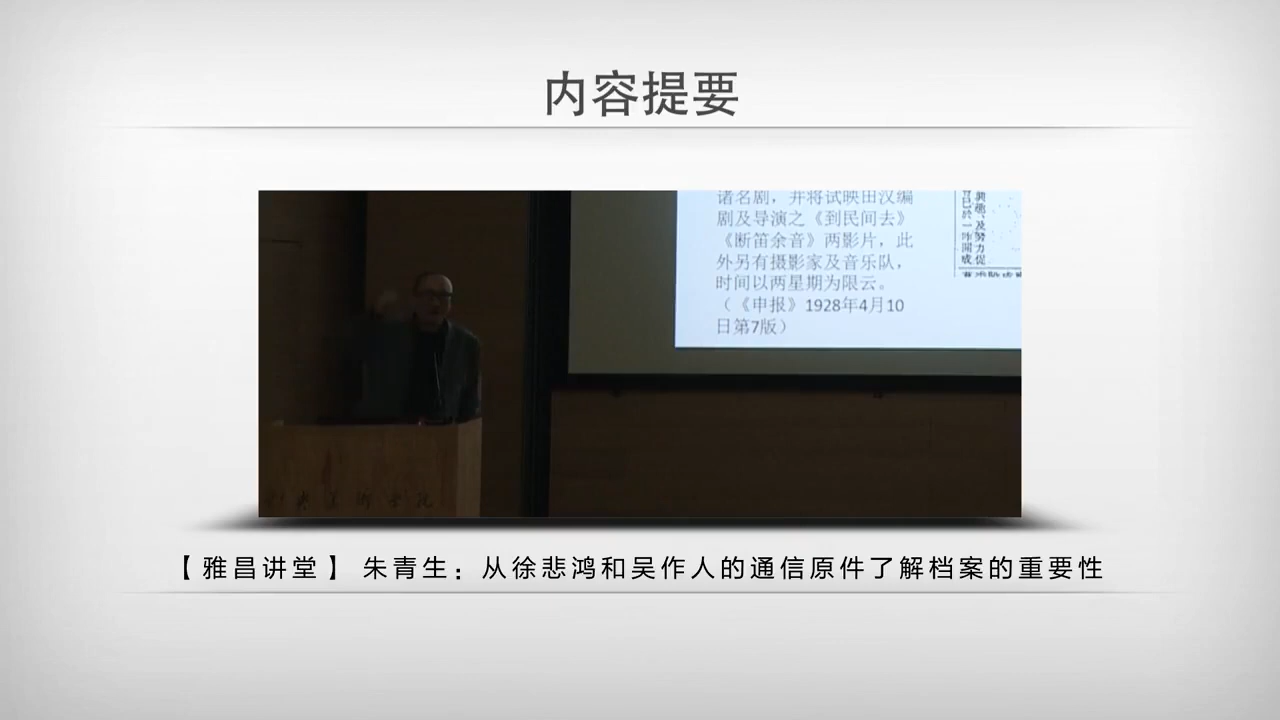 内容提要
诸名剧，并将试映田汉编
剧及导演之《到民间去》
《断笛余音》两影片，此
外另有摄影家及音乐队，
时间以两星期为限云。
（《申报》1928年4月10
日第7版）
【雅昌讲堂】 朱青生：从徐悲鸿和吴作人的通信原件了解档案的重要性